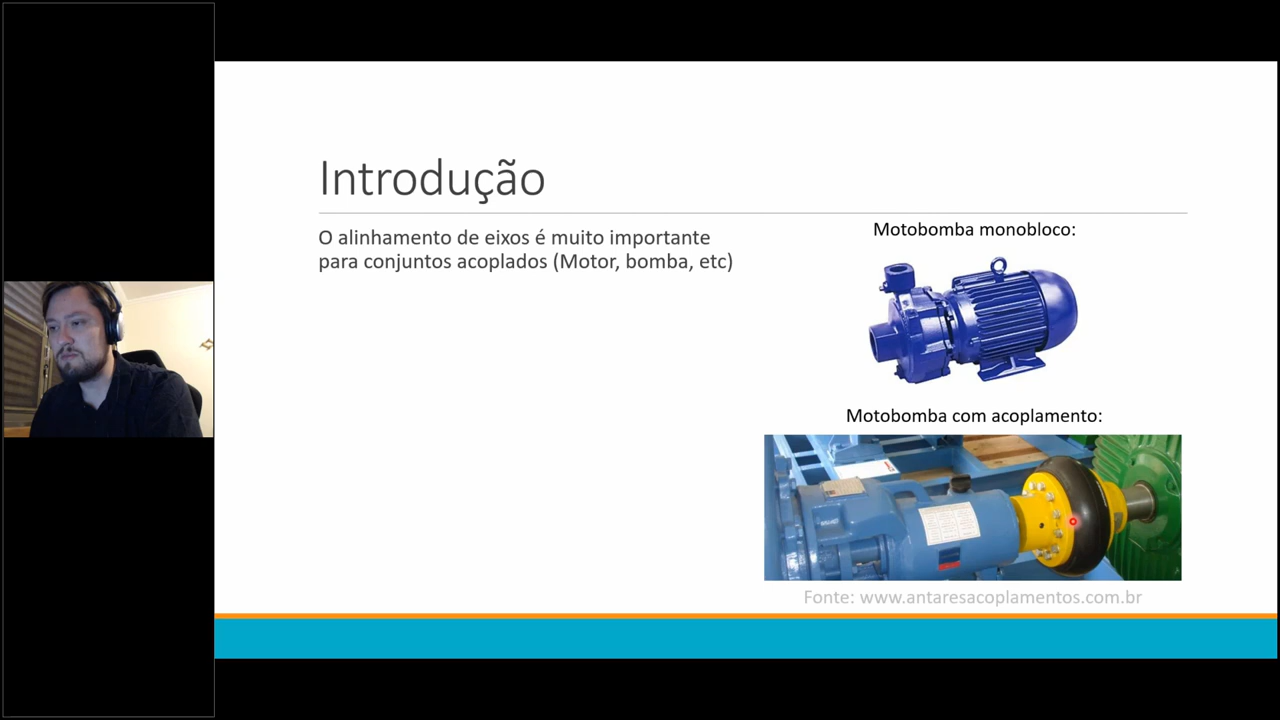 Introdução
O alinhamento de eixos é muito importante
para conjuntos acoplados (Motor, bomba, etc)
Motobomba monobloco:
Motobomba com acoplamento:
Fonte: www.antaresacoplamentos.com.br